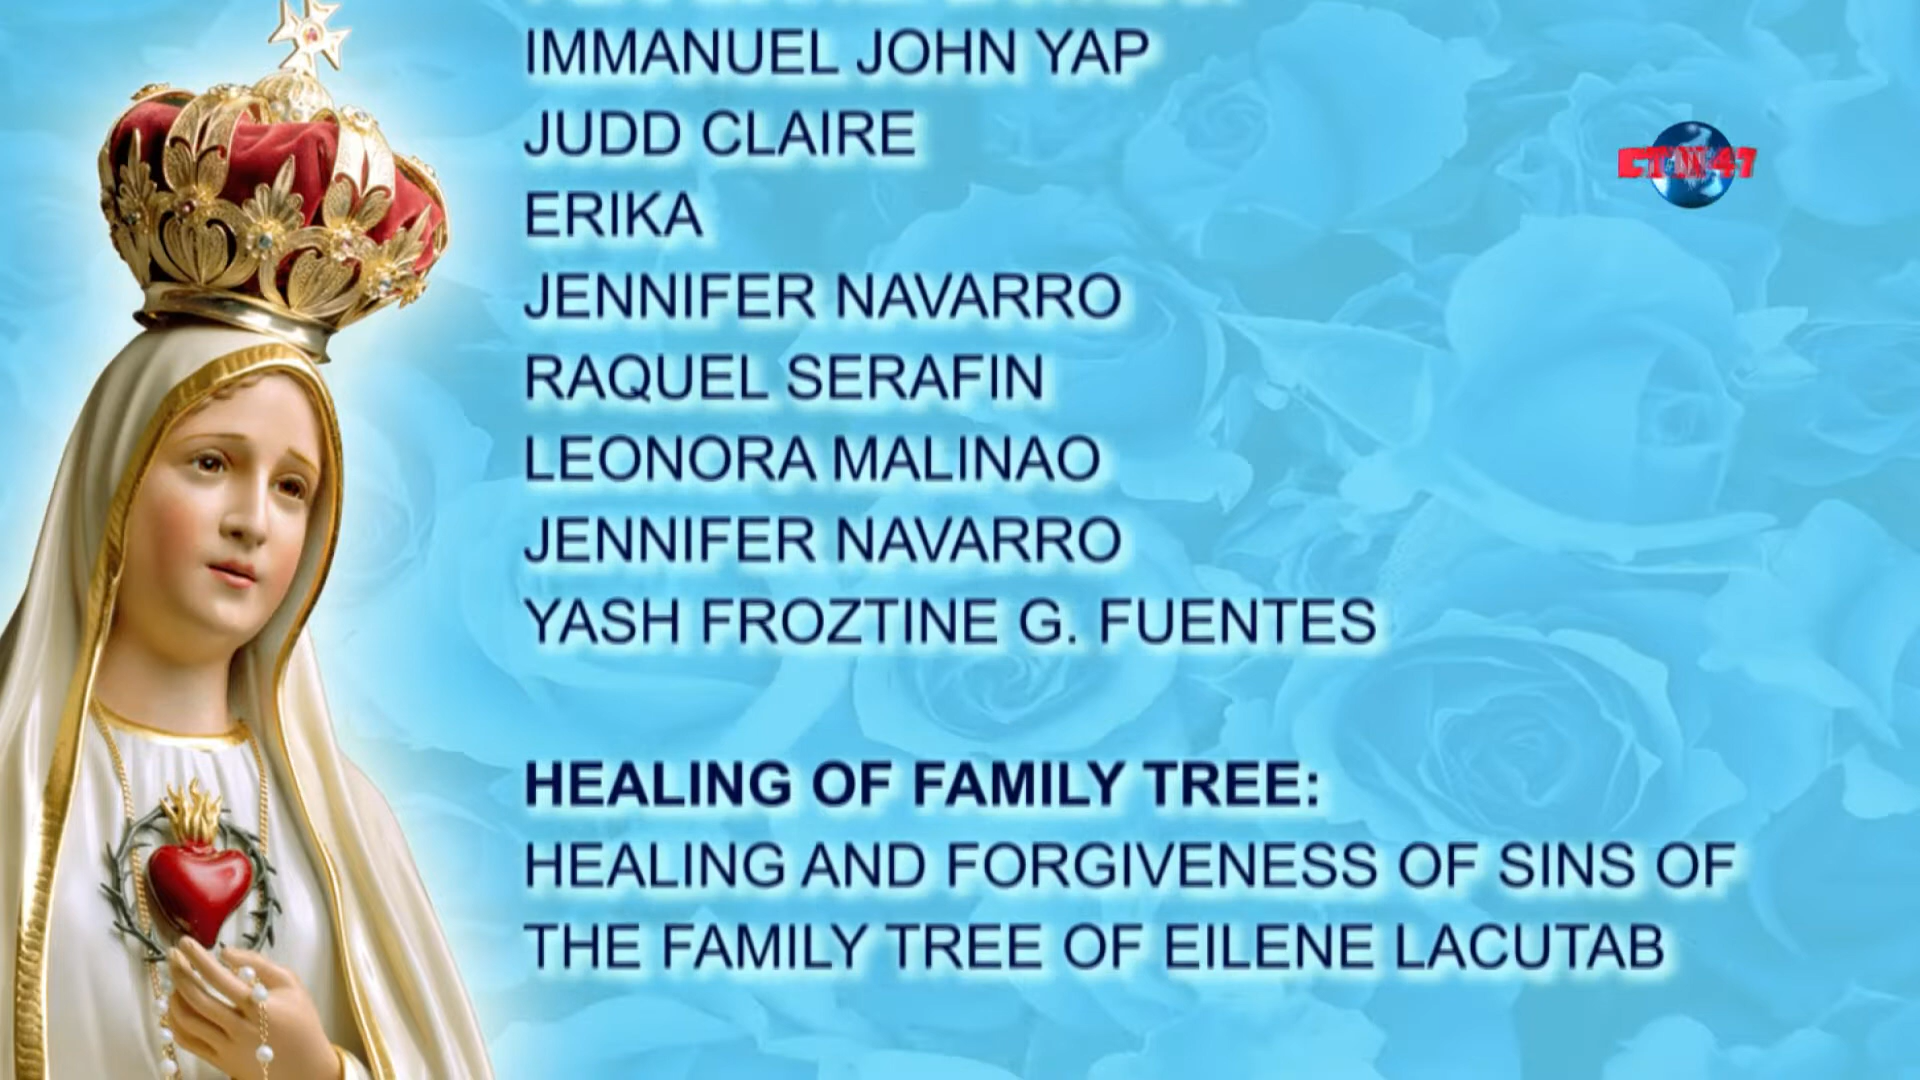 IMMANUEL JOHN YAP
JUDD CLAIRE
ERIKA
JENNIFER NAVARRO
RAQUEL SERAFIN
LEONORA MALINAO
JENNIFER NAVARRO
YASH FROZTINE G. FUENTES
HEALING OF FAMILY TREE:
HEALING AND FORGIVENESS OF SINS OF
THE FAMILY TREE OF EILENE LACUTAB